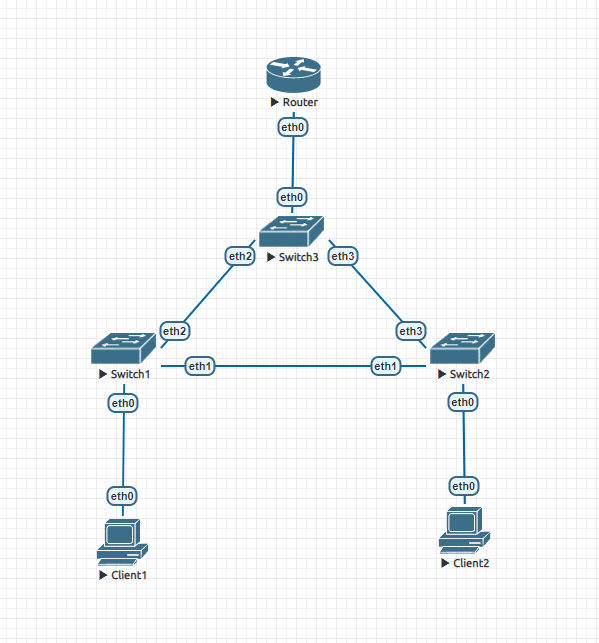 Router
eth0
eth0
Switch3
eth2
eth3
eth2
eth3
Switch1
eth1
eth1
Switch2
eth0
eth0
eth0
eth0
Client1
Client2